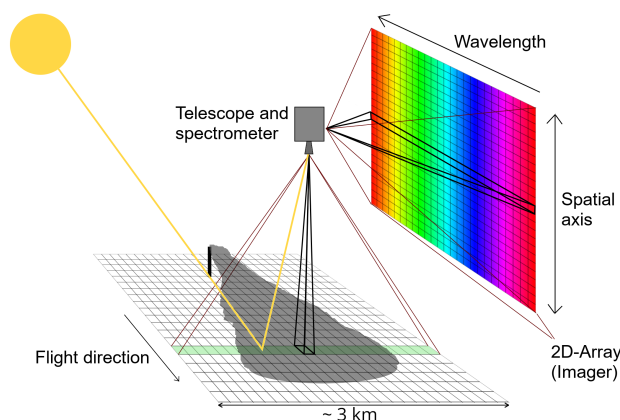 Wavelength
Telescope and
spectrometer
Spatial
axis
Flight direction
2D-Array
(Imager)
~ 3 km